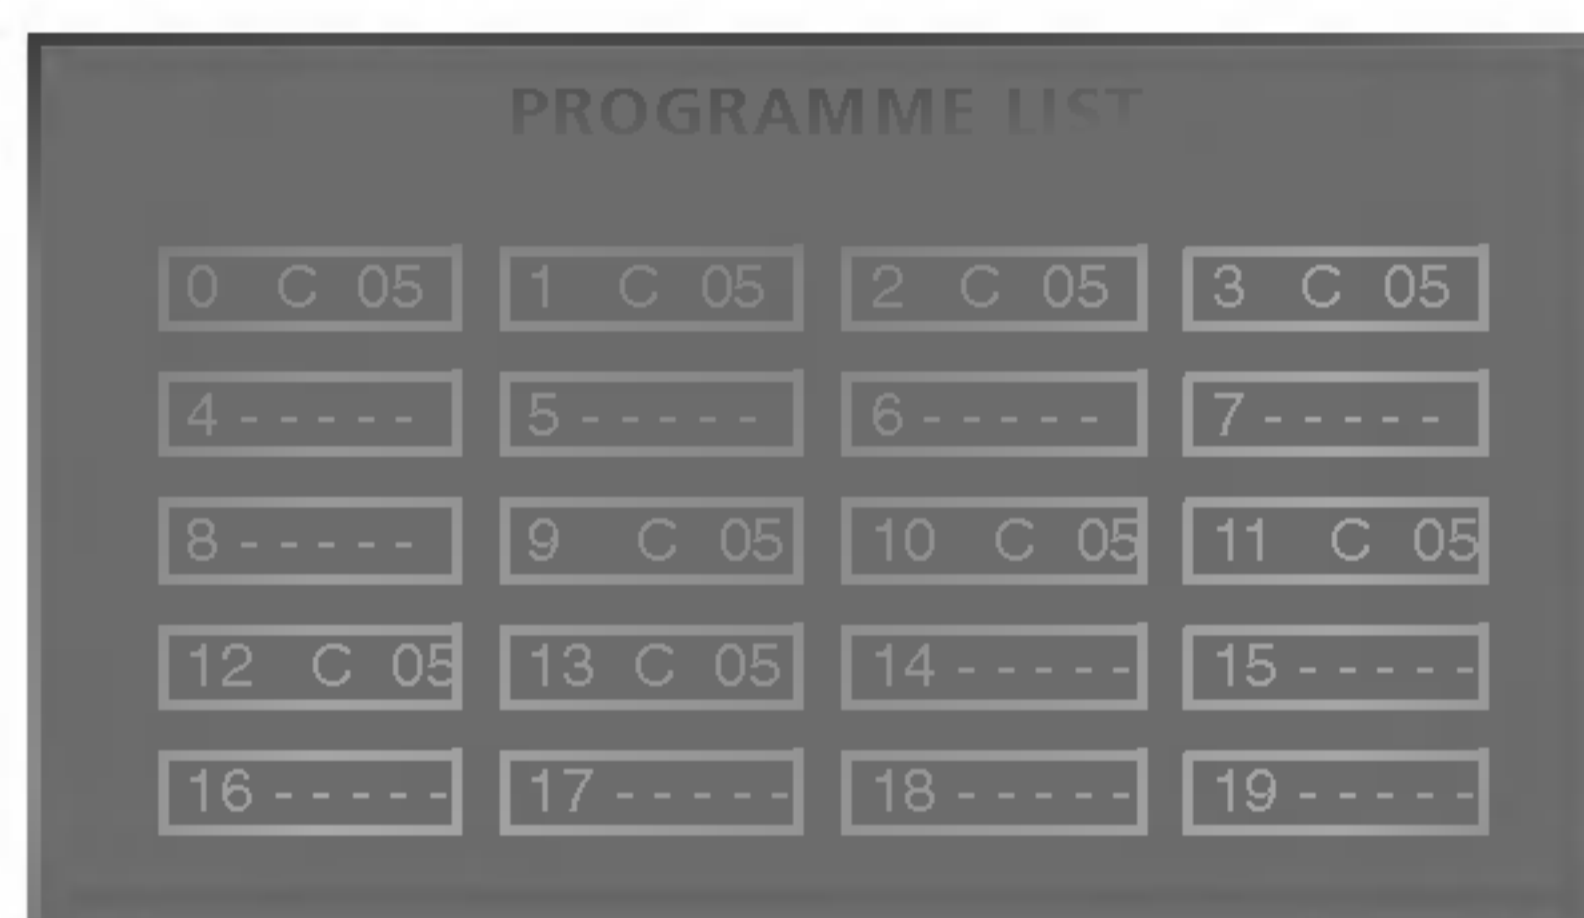 PROGRAMME LIST
0 C 05 1 C 05 2 C 05 3 C 05
4 - - - - - 5 - - - - - 6 - - - - - 7 - - - - -
8 - - - - - 9 C 05 10 C 05 11 C 05
12 C 05 13 C 05 14 - - - - - 15 - - - - -
16 - - - - - 17 - - - - - 18 - - - - - 19 - - - - -